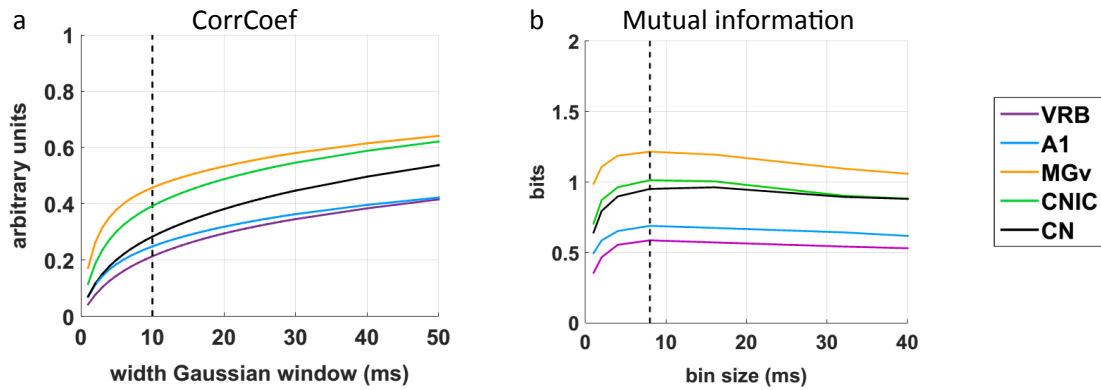 a
CorrCoef
1
0.8
0.6
0.4
0.2
0
arbitrary units
0 10 20 30 40 50
width Gaussian window (ms)
b
Mutual information
2
1.5
1
0.5
0
bits
0 10 20 30 40
bin size (ms)
VRB
A1
MGv
CNIC
CN